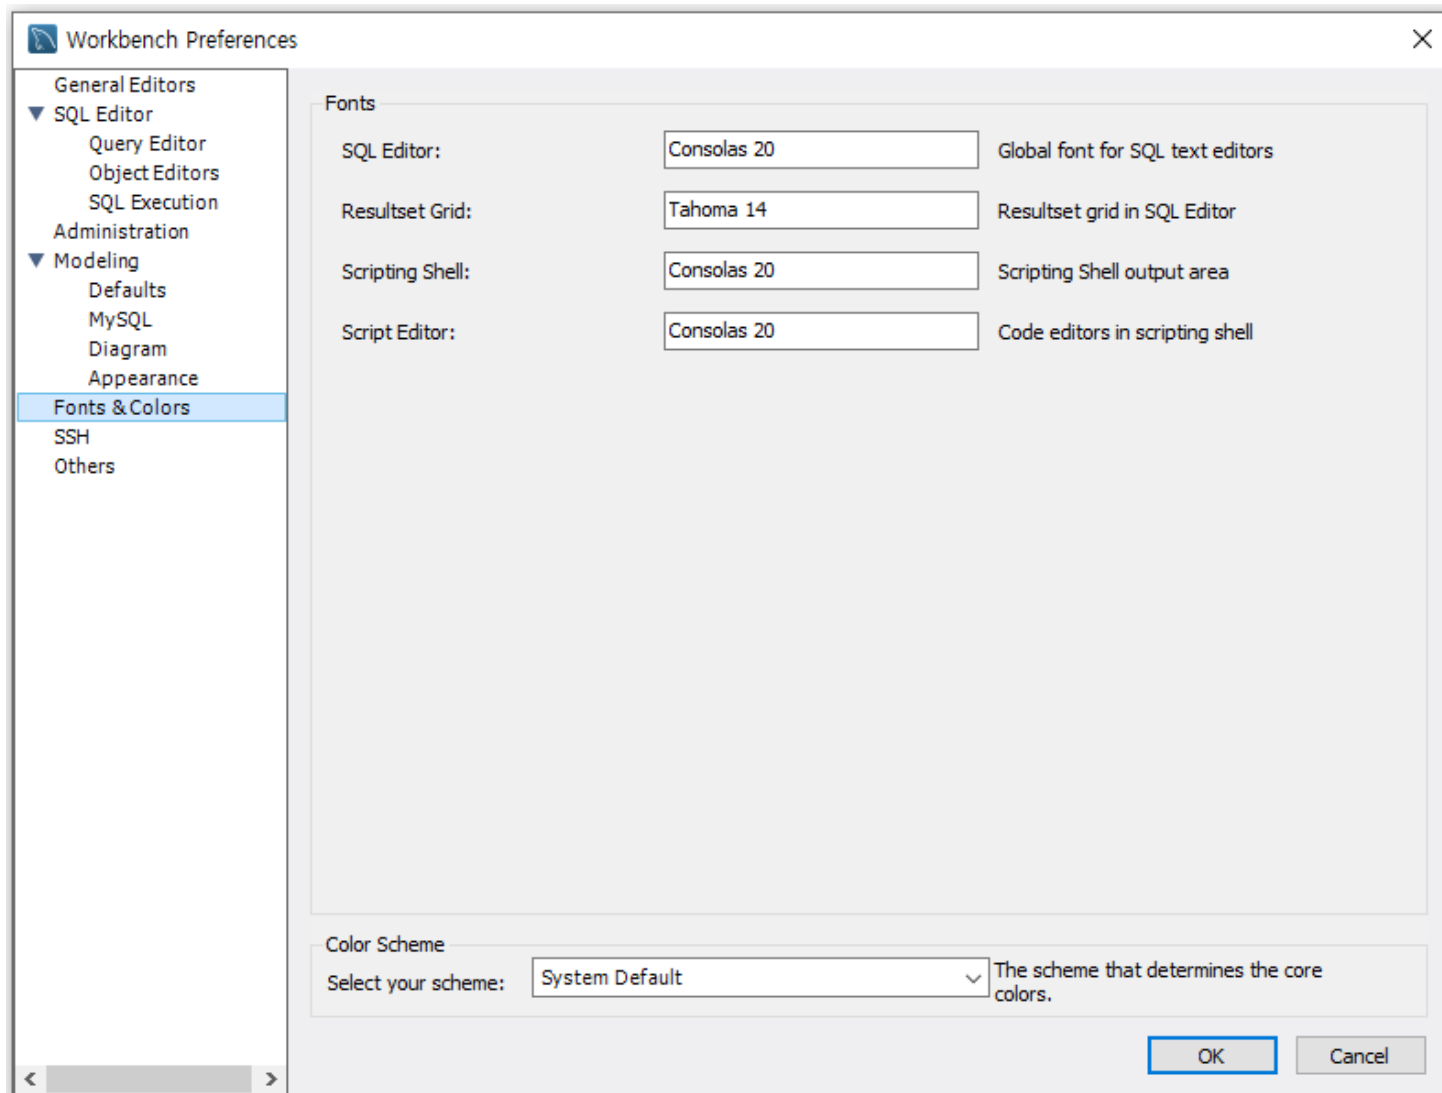 Workbench Preferences
General Editors
SQL Editor
Query Editor
Object Editors
SQL Execution
Administration
Modeling
Defaults
MySQL
Diagram
Appearance
Fonts & Colors
SSH
Others
Fonts
SQL Editor: Consolas 20 Global font for SQL text editors
Resultset Grid: Tahoma 14 Resultset grid in SQL Editor
Scripting Shell: Consolas 20 Scripting Shell output area
Script Editor: Consolas 20 Code editors in scripting shell
Color Scheme
Select your scheme: System Default The scheme that determines the core
colors.
OK Cancel